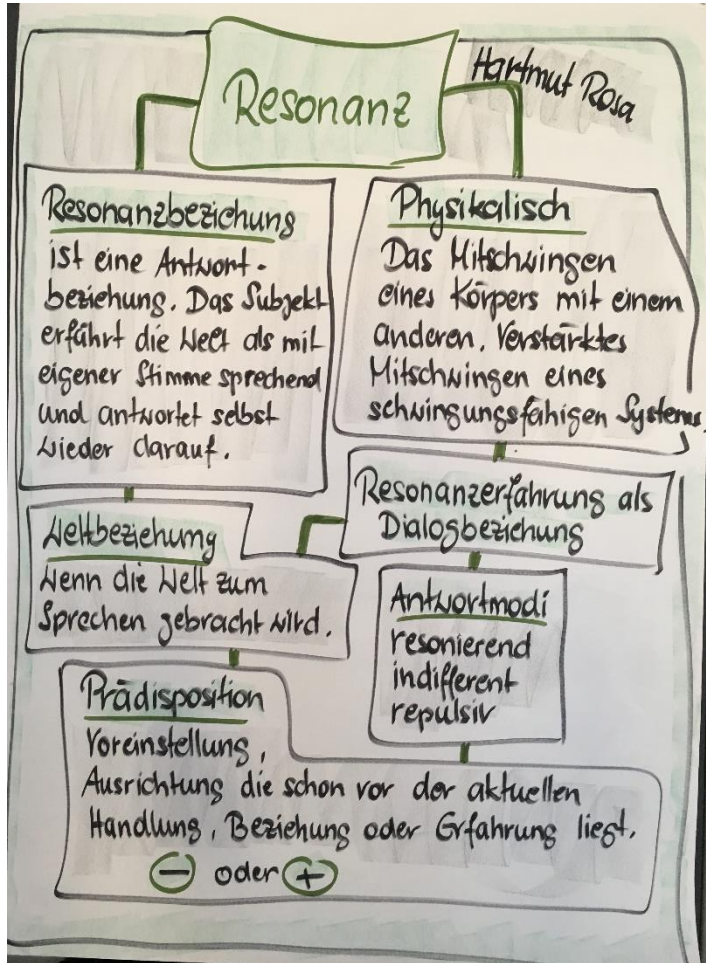 Resonanz
Hartmut Rosa
Resonanzbeziehung
ist eine Antwort-
beziehung. Das Subjekt
erfährt die Welt als mit
eigener Stimme sprechend
und antwortet selbst
wieder darauf.
Physikalisch
Das Mitschwingen
eines Körpers mit einem
anderen. Verstärktes
Mitschwingen eines
schwingungsfähigen Systems.
Resonanzerfahrung als
Dialogbeziehung
Weltbeziehung
Wenn die Welt zum
Sprechen gebracht wird.
Antwortmodi
resonierend
indifferent
repulsiv
Prädisposition
Voreinstellung,
Ausrichtung die schon vor der aktuellen
Handlung, Beziehung oder Erfahrung liegt.
- oder +